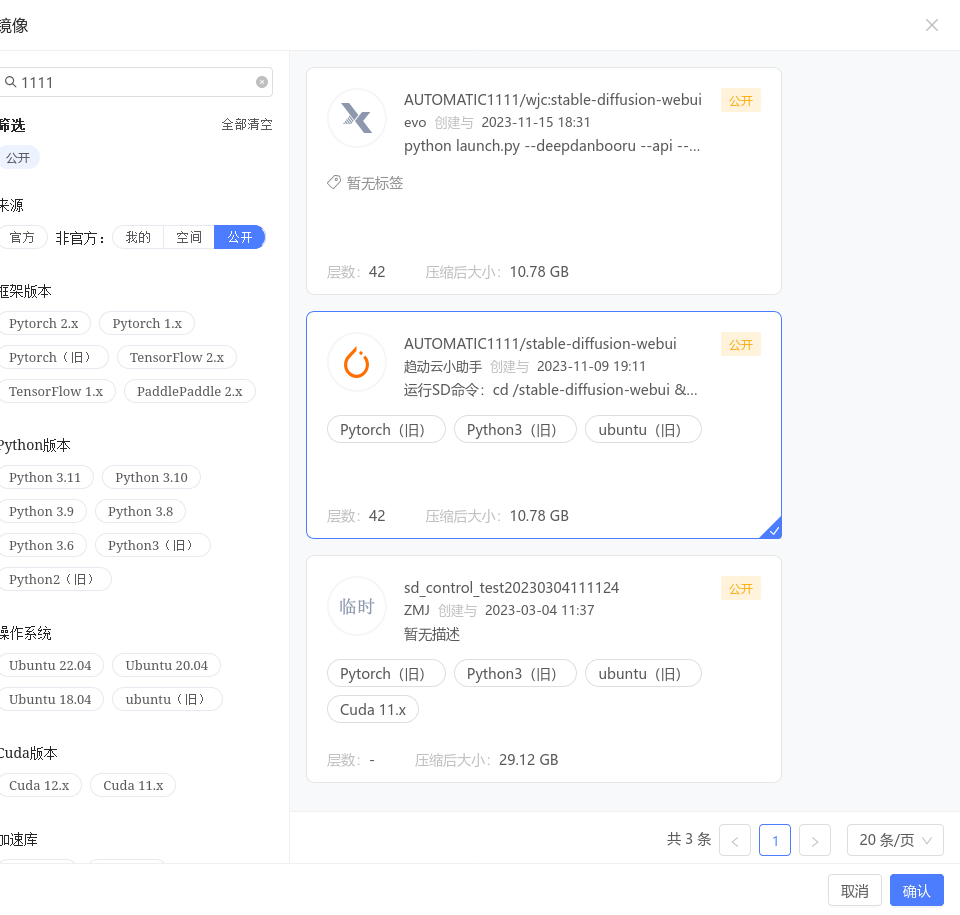 镜像
1111
筛选 全部清空
公开
来源
官方 非官方： 我的 空间 公开
框架版本
Pytorch 2.x Pytorch 1.x
Pytorch（旧） TensorFlow 2.x
TensorFlow 1.x PaddlePaddle 2.x
Python版本
Python 3.11 Python 3.10
Python 3.9 Python 3.8
Python 3.6 Python3（旧）
Python2（旧）
操作系统
Ubuntu 22.04 Ubuntu 20.04
Ubuntu 18.04 ubuntu（旧）
Cuda版本
Cuda 12.x Cuda 11.x
加速库
AUTOMATIC1111/wjc:stable-diffusion-webui 公开
evo 创建与 2023-11-15 18:31
python launch.py --deepdanbooru --api --...
暂无标签
层数： 42 压缩后大小： 10.78 GB
AUTOMATIC1111/stable-diffusion-webui 公开
趋动云小助手 创建与 2023-11-09 19:11
运行SD命令：cd /stable-diffusion-webui &...
Pytorch（旧） Python3（旧） ubuntu（旧）
层数： 42 压缩后大小： 10.78 GB
临时
sd_control_test20230304111124 公开
ZMJ 创建与 2023-03-04 11:37
暂无描述
Pytorch（旧） Python3（旧） ubuntu（旧）
Cuda 11.x
层数： - 压缩后大小： 29.12 GB
共 3 条 < 1 > 20 条/页
取消 确认